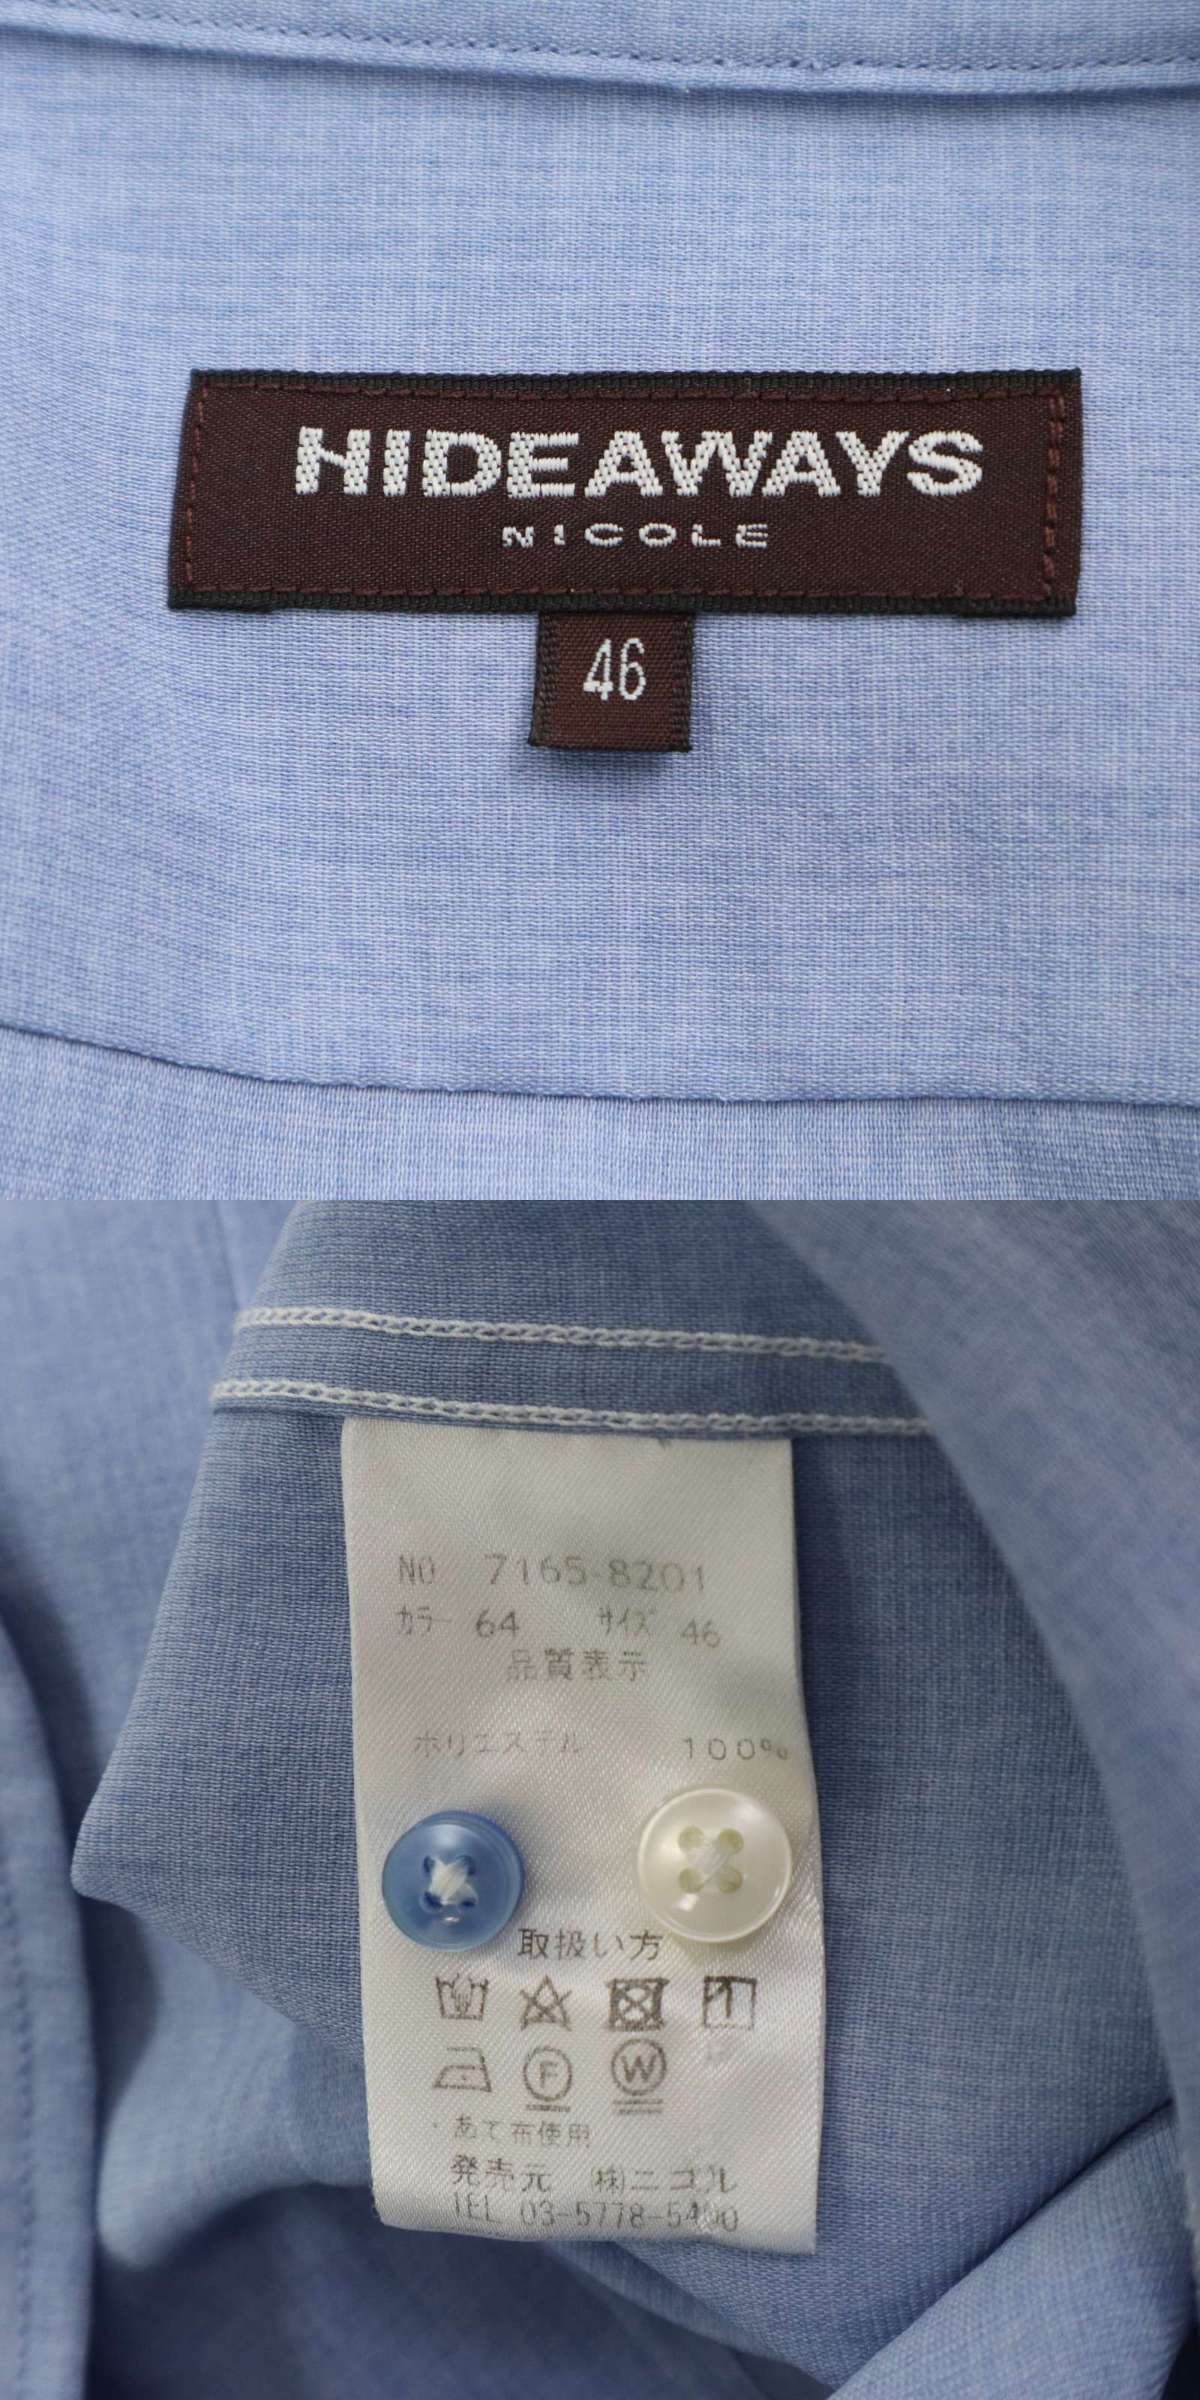 HIDEAWAYS
NICOLE
46
NO 7165-8201
カラー 64 サイズ 46
品質表示
ポリエステル 100%
取扱い方
F W
・あて布使用
発売元 (株)ニコル
TEL 03-5778-5400